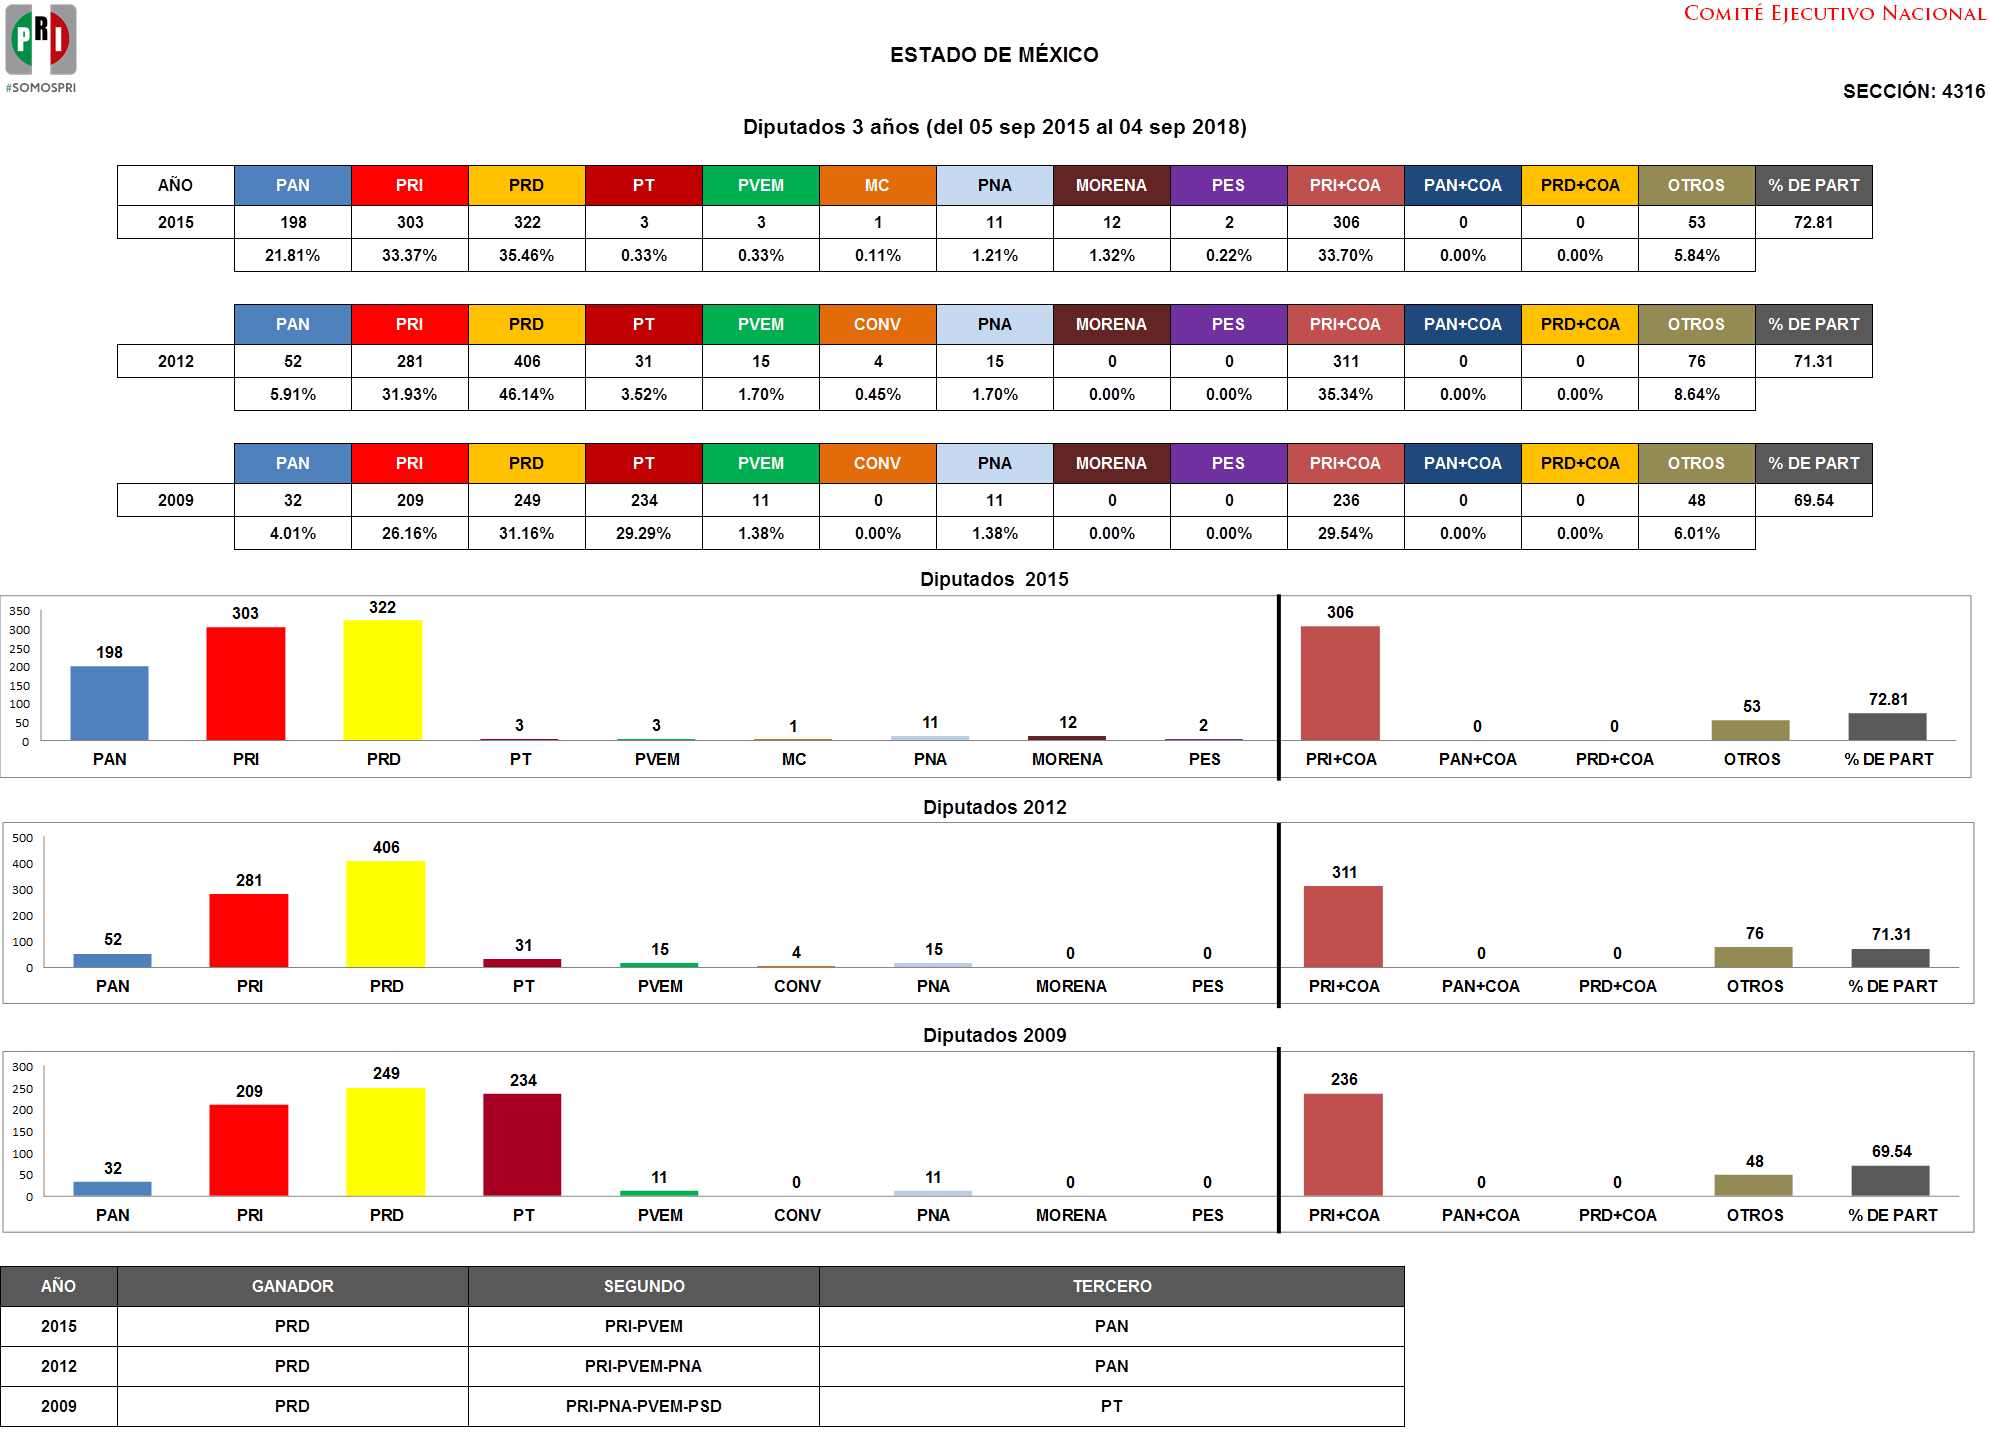 PRI
#SOMOSPRI
COMITÉ EJECUTIVO NACIONAL
ESTADO DE MÉXICO
SECCIÓN: 4316
Diputados 3 años (del 05 sep 2015 al 04 sep 2018)
AÑO PAN PRI PRD PT PVEM MC PNA MORENA PES PRI+COA PAN+COA PRD+COA OTROS % DE PART
2015 198 303 322 3 3 1 11 12 2 306 0 0 53 72.81
21.81% 33.37% 35.46% 0.33% 0.33% 0.11% 1.21% 1.32% 0.22% 33.70% 0.00% 0.00% 5.84%
PAN PRI PRD PT PVEM CONV PNA MORENA PES PRI+COA PAN+COA PRD+COA OTROS % DE PART
2012 52 281 406 31 15 4 15 0 0 311 0 0 76 71.31
5.91% 31.93% 46.14% 3.52% 1.70% 0.45% 1.70% 0.00% 0.00% 35.34% 0.00% 0.00% 8.64%
PAN PRI PRD PT PVEM CONV PNA MORENA PES PRI+COA PAN+COA PRD+COA OTROS % DE PART
2009 32 209 249 234 11 0 11 0 0 236 0 0 48 69.54
4.01% 26.16% 31.16% 29.29% 1.38% 0.00% 1.38% 0.00% 0.00% 29.54% 0.00% 0.00% 6.01%
Diputados 2015
350
300
250
200
150
100
50
0
198 303 322 3 3 1 11 12 2 306 0 0 53 72.81
PAN PRI PRD PT PVEM MC PNA MORENA PES PRI+COA PAN+COA PRD+COA OTROS % DE PART
Diputados 2012
500
400
300
200
100
0
52 281 406 31 15 4 15 0 0 311 0 0 76 71.31
PAN PRI PRD PT PVEM CONV PNA MORENA PES PRI+COA PAN+COA PRD+COA OTROS % DE PART
Diputados 2009
300
250
200
150
100
50
0
32 209 249 234 11 0 11 0 0 236 0 0 48 69.54
PAN PRI PRD PT PVEM CONV PNA MORENA PES PRI+COA PAN+COA PRD+COA OTROS % DE PART
AÑO GANADOR SEGUNDO TERCERO
2015 PRD PRI-PVEM PAN
2012 PRD PRI-PVEM-PNA PAN
2009 PRD PRI-PNA-PVEM-PSD PT